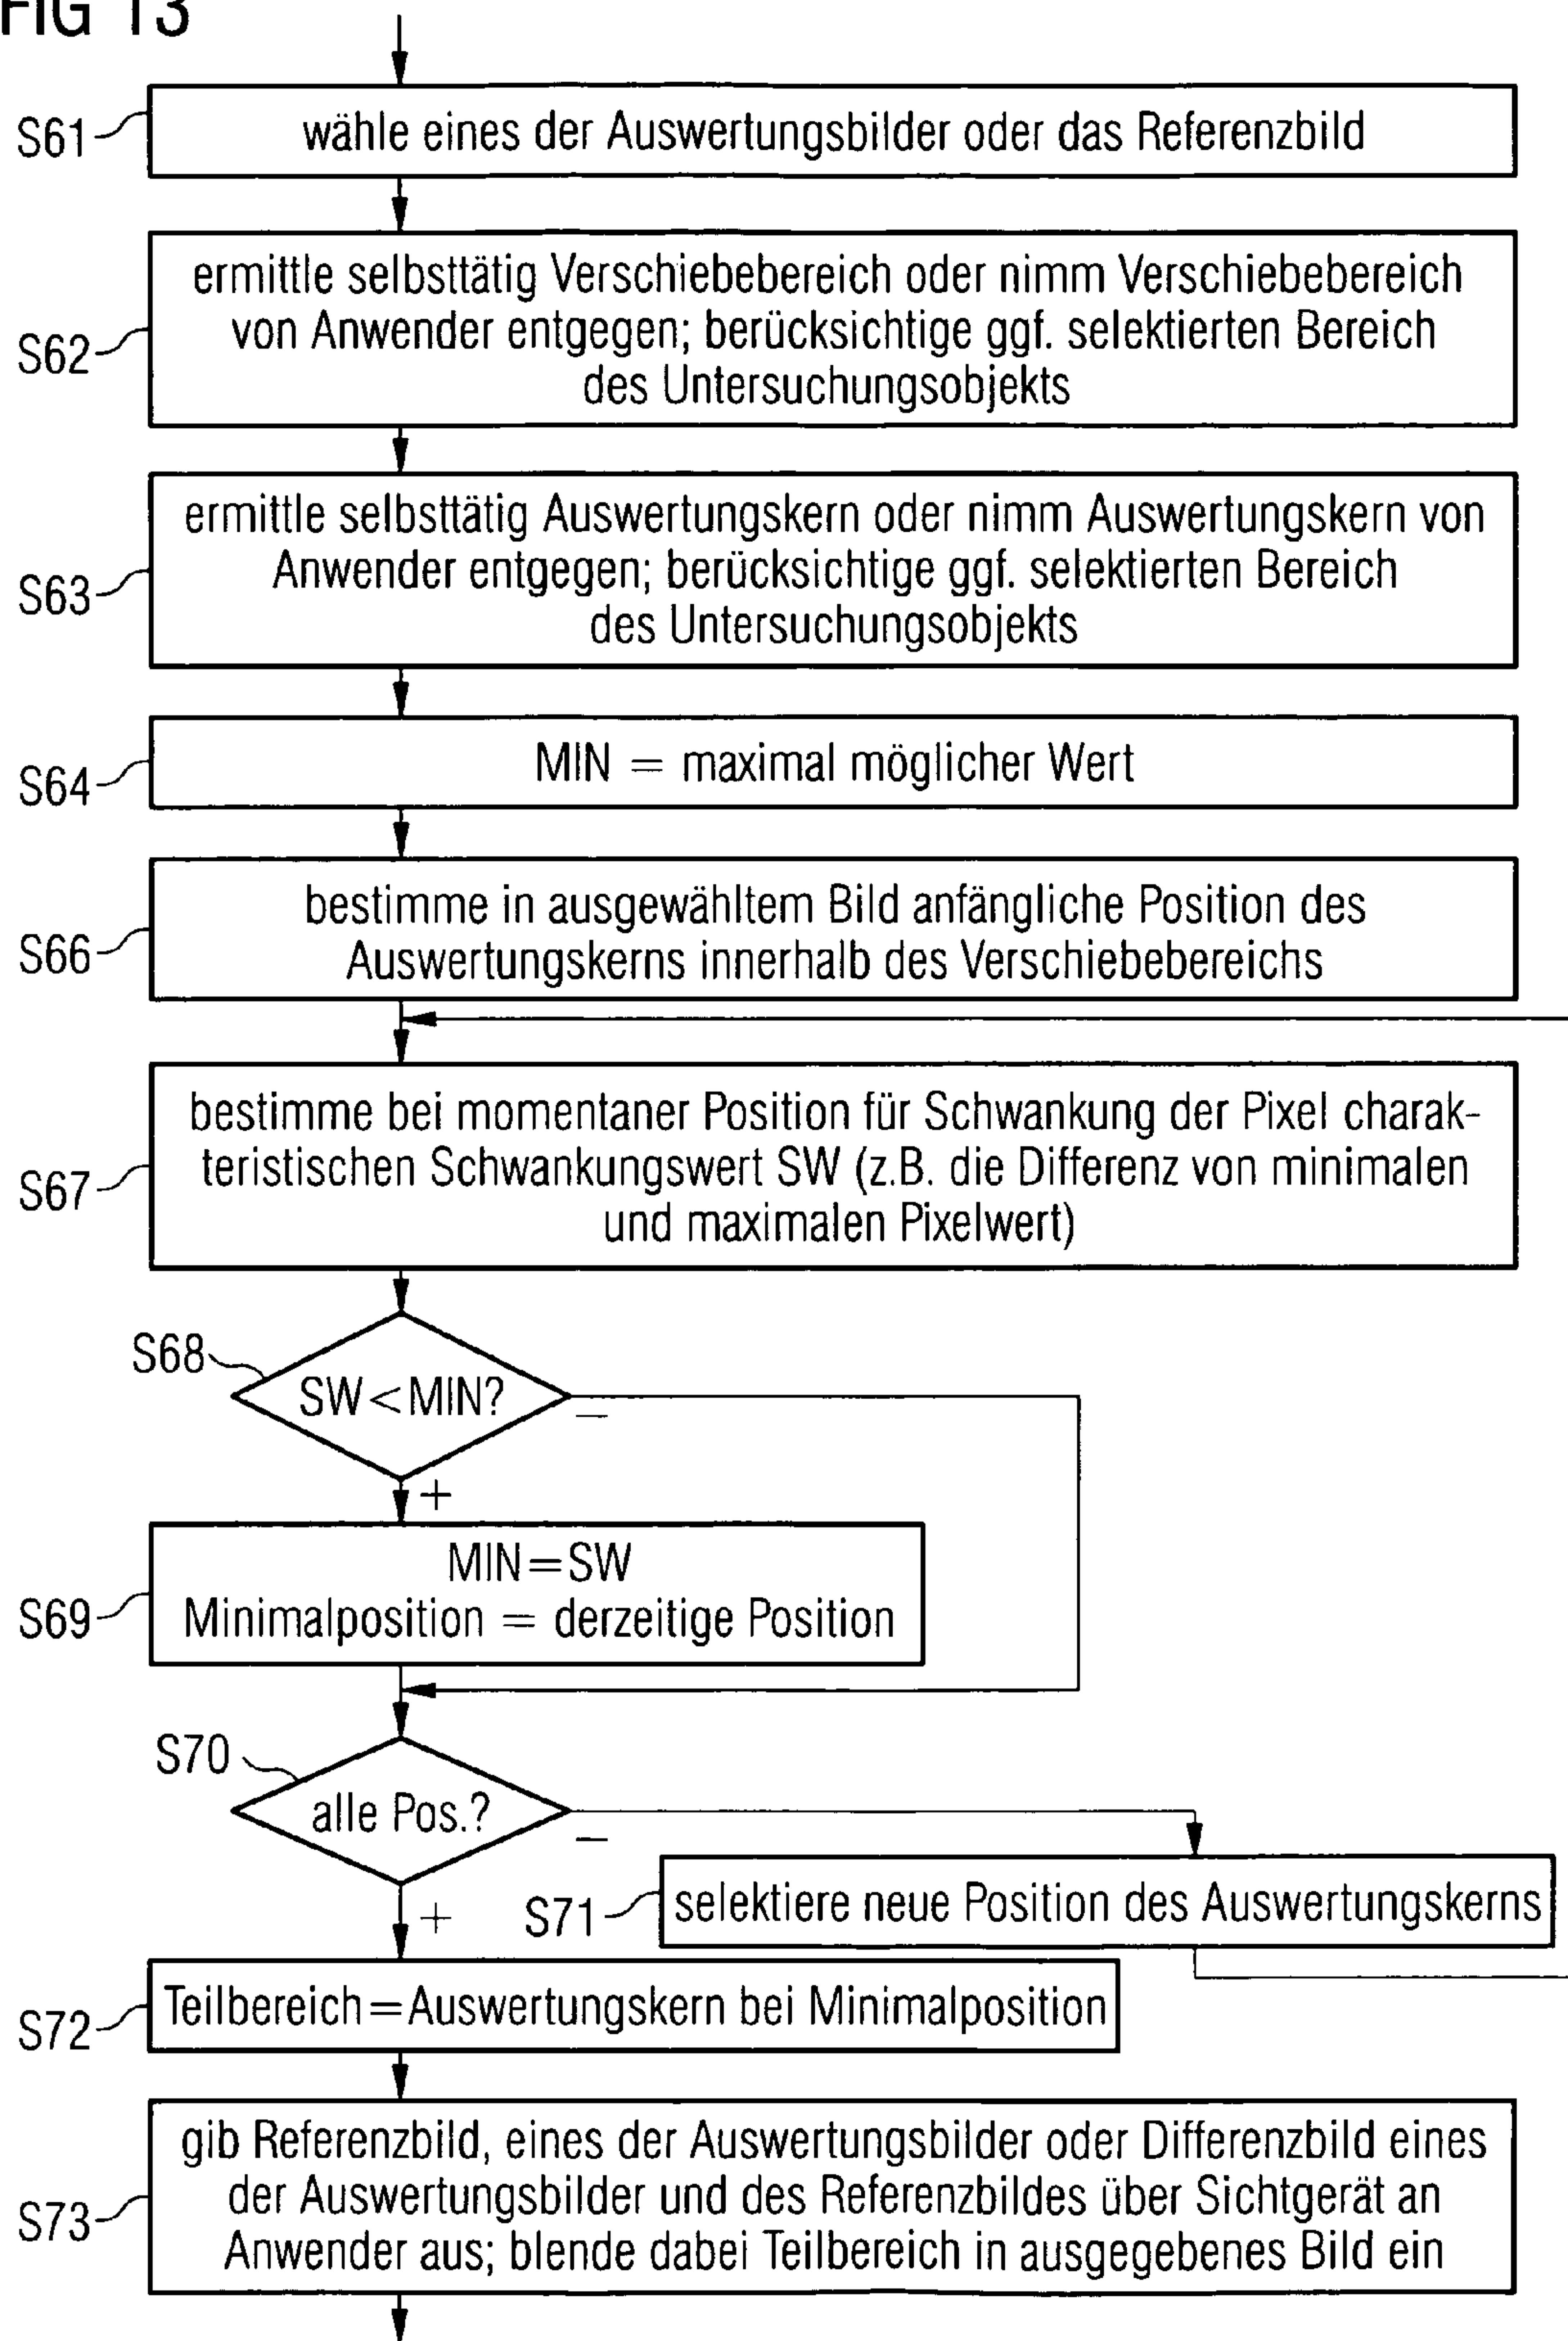 FIG 13
S61
wähle eines der Auswertungsbilder oder das Referenzbild
S62
ermittle selbsttätig Verschiebebereich oder nimm Verschiebebereich
von Anwender entgegen; berücksichtige ggf. selektierten Bereich
des Untersuchungsobjekts
S63
ermittle selbsttätig Auswertungskern oder nimm Auswertungskern von
Anwender entgegen; berücksichtige ggf. selektierten Bereich
des Untersuchungsobjekts
S64
MIN = maximal möglicher Wert
S66
bestimme in ausgewähltem Bild anfängliche Position des
Auswertungskerns innerhalb des Verschiebebereichs
S67
bestimme bei momentaner Position für Schwankung der Pixel charak-
teristischen Schwankungswert SW (z.B. die Differenz von minimalen
und maximalen Pixelwert)
S68
SW<MIN?
–
+
S69
MIN=SW
Minimalposition = derzeitige Position
S70
alle Pos.?
–
+
S71
selektiere neue Position des Auswertungskerns
S72
Teilbereich=Auswertungskern bei Minimalposition
S73
gib Referenzbild, eines der Auswertungsbilder oder Differenzbild eines
der Auswertungsbilder und des Referenzbildes über Sichtgerät an
Anwender aus; blende dabei Teilbereich in ausgegebenes Bild ein